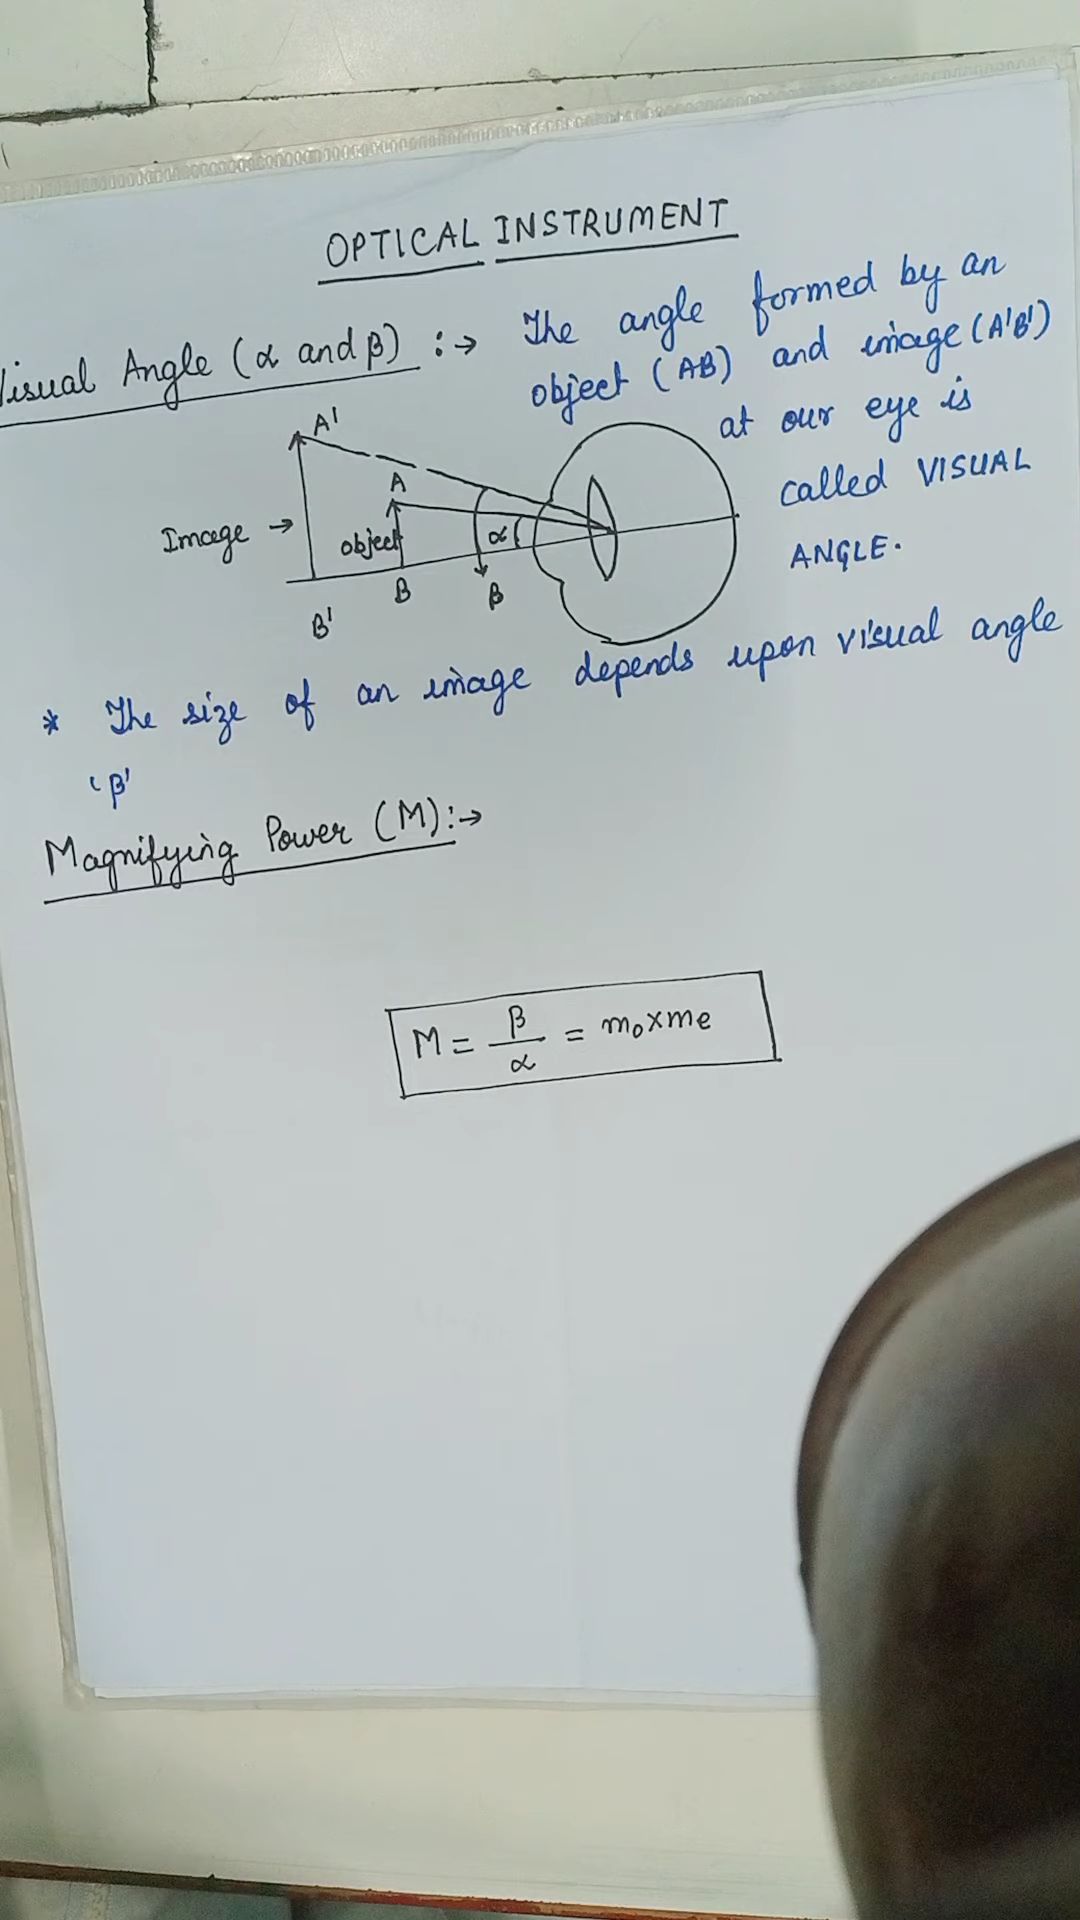 OPTICAL INSTRUMENT
Visual Angle (α and β) :→ The angle formed by an
object (AB) and image (A'B')
at our eye is
called VISUAL
ANGLE.
A'
A
Image →
object
α
B
β
B'
* The size of an image depends upon visual angle
'β'
Magnifying Power (M):→
M = β/α = m₀×me